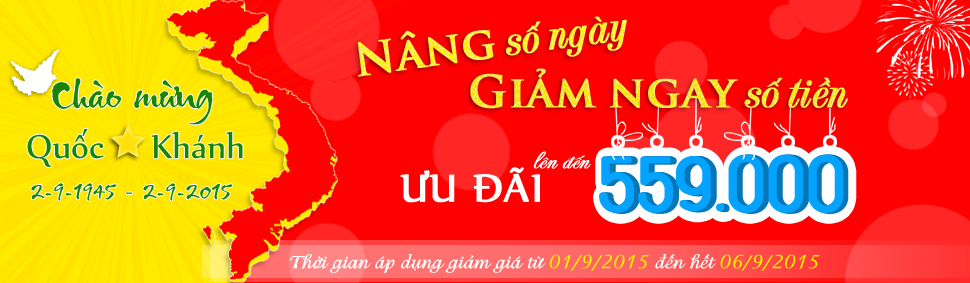 Chào mừng
Quốc Khánh
2-9-1945 - 2-9-2015
NÂNG số ngày
GIẢM NGAY số tiền
ƯU ĐÃI lên đến 559.000
Thời gian áp dụng giảm giá từ 01/9/2015 đến hết 06/9/2015